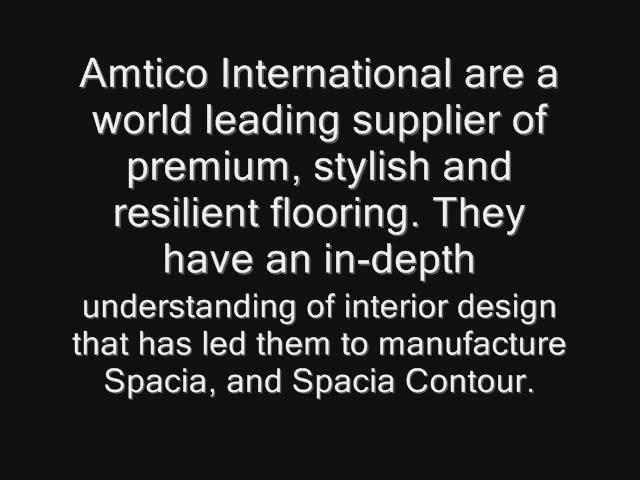 Amtico International are a
world leading supplier of
premium, stylish and
resilient flooring. They
have an in-depth
understanding of interior design
that has led them to manufacture
Spacia, and Spacia Contour.